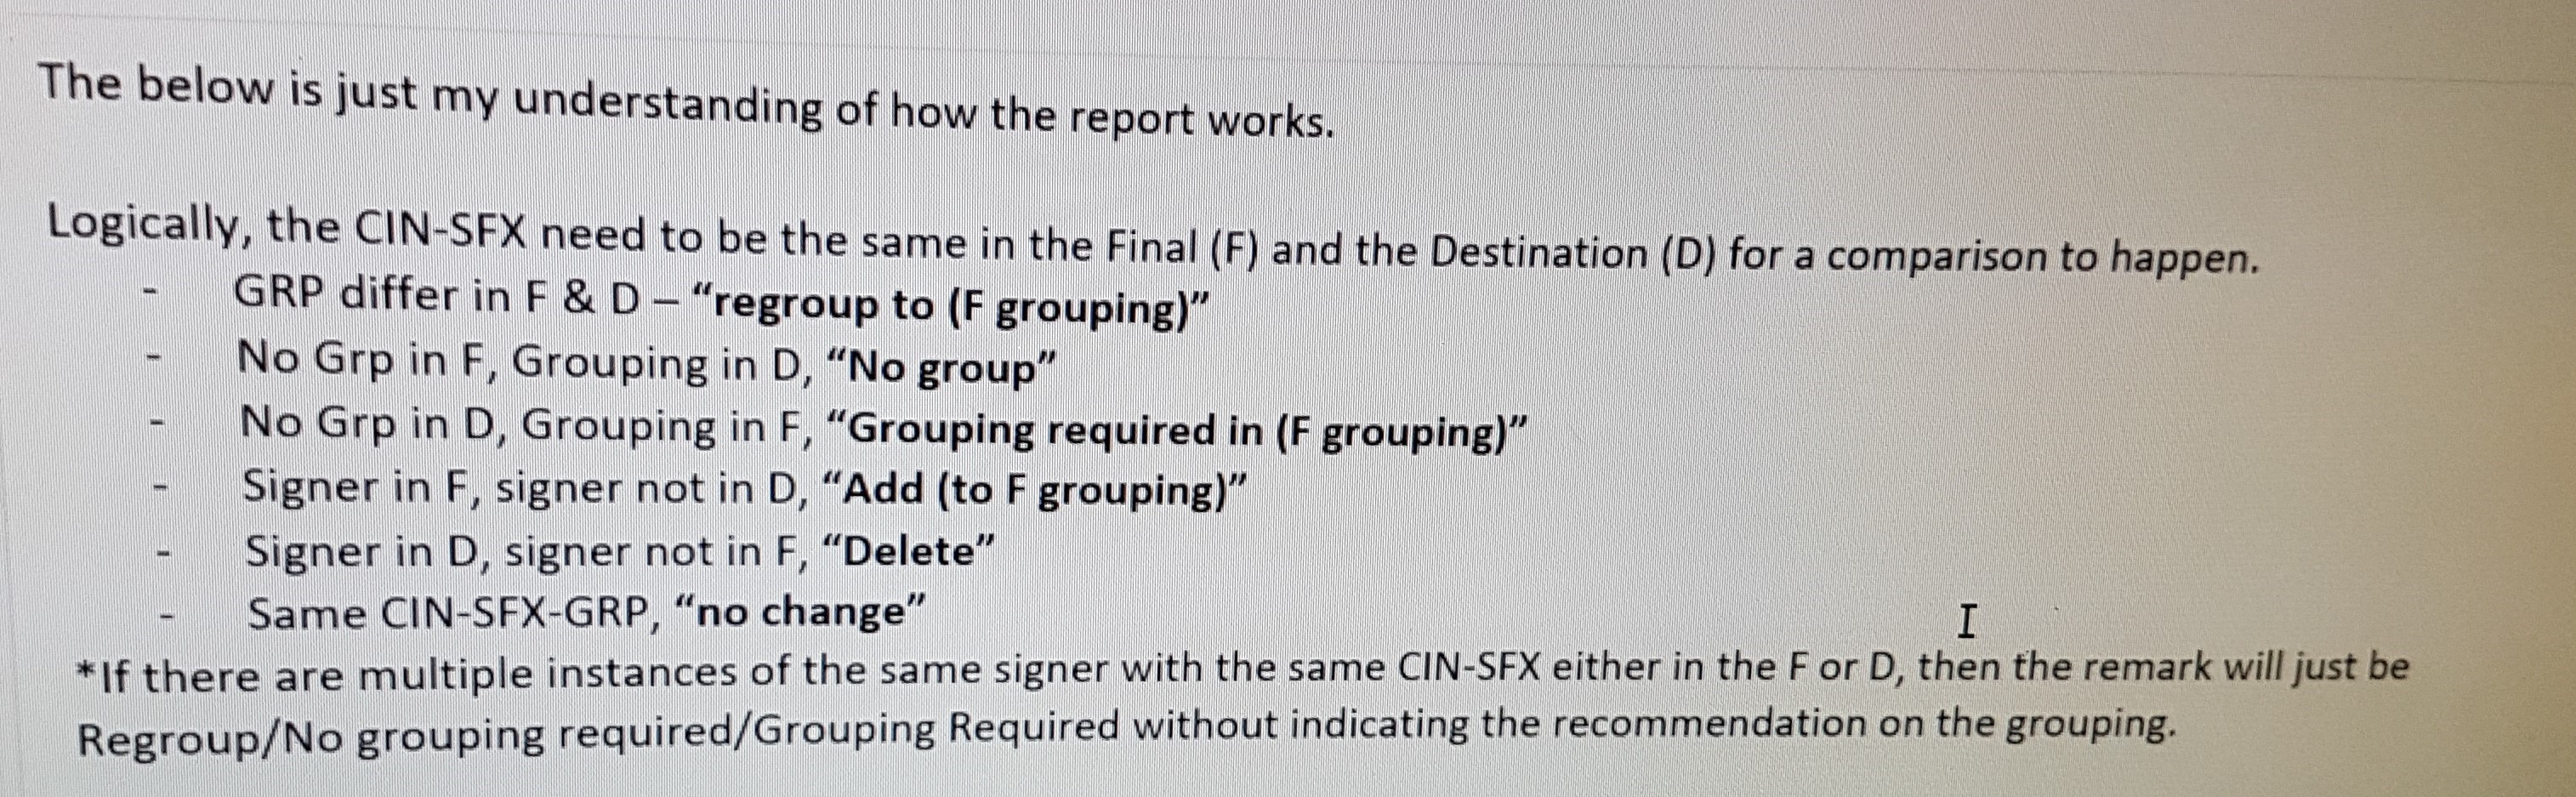 The below is just my understanding of how the report works.
Logically, the CIN-SFX need to be the same in the Final (F) and the Destination (D) for a comparison to happen.
- GRP differ in F & D – “regroup to (F grouping)”
- No Grp in F, Grouping in D, “No group”
- No Grp in D, Grouping in F, “Grouping required in (F grouping)”
- Signer in F, signer not in D, “Add (to F grouping)”
- Signer in D, signer not in F, “Delete”
- Same CIN-SFX-GRP, “no change”
*If there are multiple instances of the same signer with the same CIN-SFX either in the F or D, then the remark will just be
Regroup/No grouping required/Grouping Required without indicating the recommendation on the grouping.